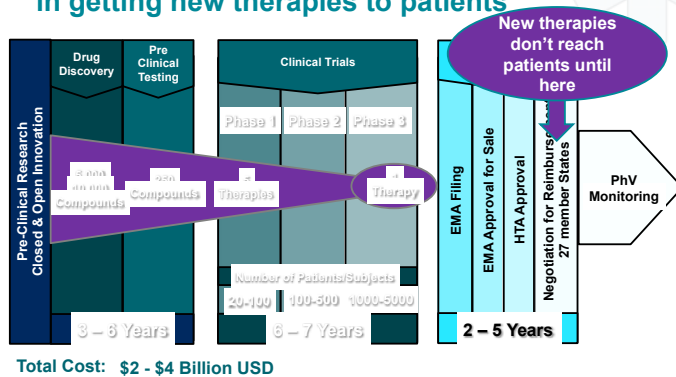 in getting new therapies to patients
New therapies
don't reach
patients until
here
Drug
Discovery
Pre
Clinical
Testing
Clinical Trials
Phase 1
Phase 2
Phase 3
Pre-Clinical Research
Closed & Open Innovation
Compounds
250
Compounds
5
Therapies
1
Therapy
EMA Filing
EMA Approval for Sale
HTA Approval
Negotiation for
27 member States
PhV
Monitoring
Number of Patients/Subjects
20-100
100-500
1000-5000
3 – 6 Years
6 – 7 Years
2 – 5 Years
Total Cost: $2 - $4 Billion USD